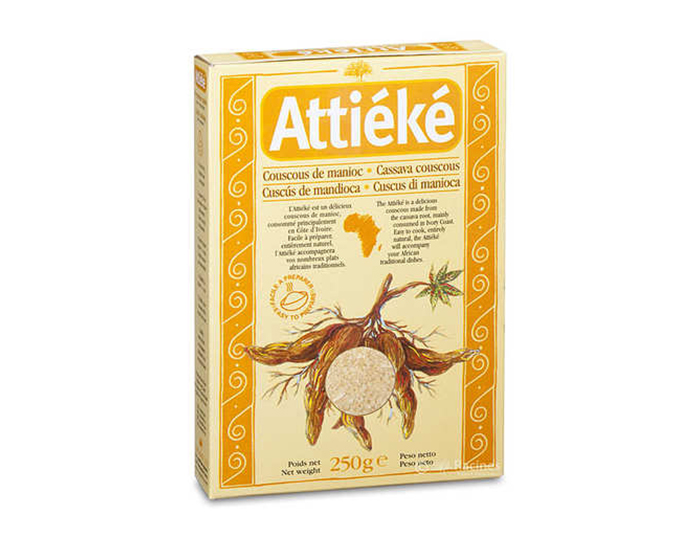 Attiéké
Couscous de manioc • Cassava couscous
Cuscús de mandioca • Cuscus di manioca
L'Attiéké est un délicieux
couscous de manioc,
consommé principalement
en Côte d'Ivoire.
Facile à préparer,
entièrement naturel,
l'Attiéké accompagnera
vos nombreux plats
africains traditionnels.
The Attiéké is a delicious
couscous made from
the cassava root, mainly
consumed in Ivory Coast.
Easy to cook, entirely
natural, the Attiéké
will accompany
your African
traditional dishes.
FACILE A PREPARER
EASY TO PREPARE
Poids net
Net weight
250g e
Peso netto
Peso neto
Racines
Attiéké